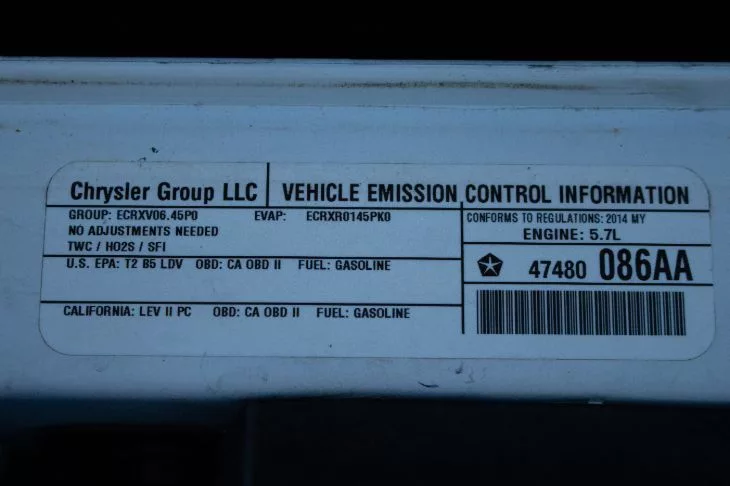 Chrysler Group LLC
VEHICLE EMISSION CONTROL INFORMATION
GROUP: ECRXV06.45P0 EVAP: ECRXR0145PK0
NO ADJUSTMENTS NEEDED
TWC / HO2S / SFI
CONFORMS TO REGULATIONS: 2014 MY
ENGINE: 5.7L
U.S. EPA: T2 B5 LDV OBD: CA OBD II FUEL: GASOLINE
47480 086AA
CALIFORNIA: LEV II PC OBD: CA OBD II FUEL: GASOLINE